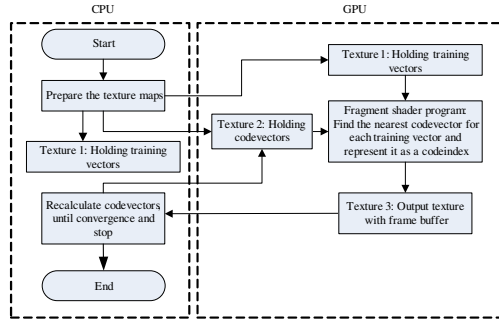 CPU
GPU
Start
Prepare the texture maps
Texture 1: Holding training
vectors
Recalculate codevectors
until convergence and
stop
End
Texture 2: Holding
codevectors
Texture 1: Holding training
vectors
Fragment shader program:
Find the nearest codevector for
each training vector and
represent it as a codeindex
Texture 3: Output texture
with frame buffer